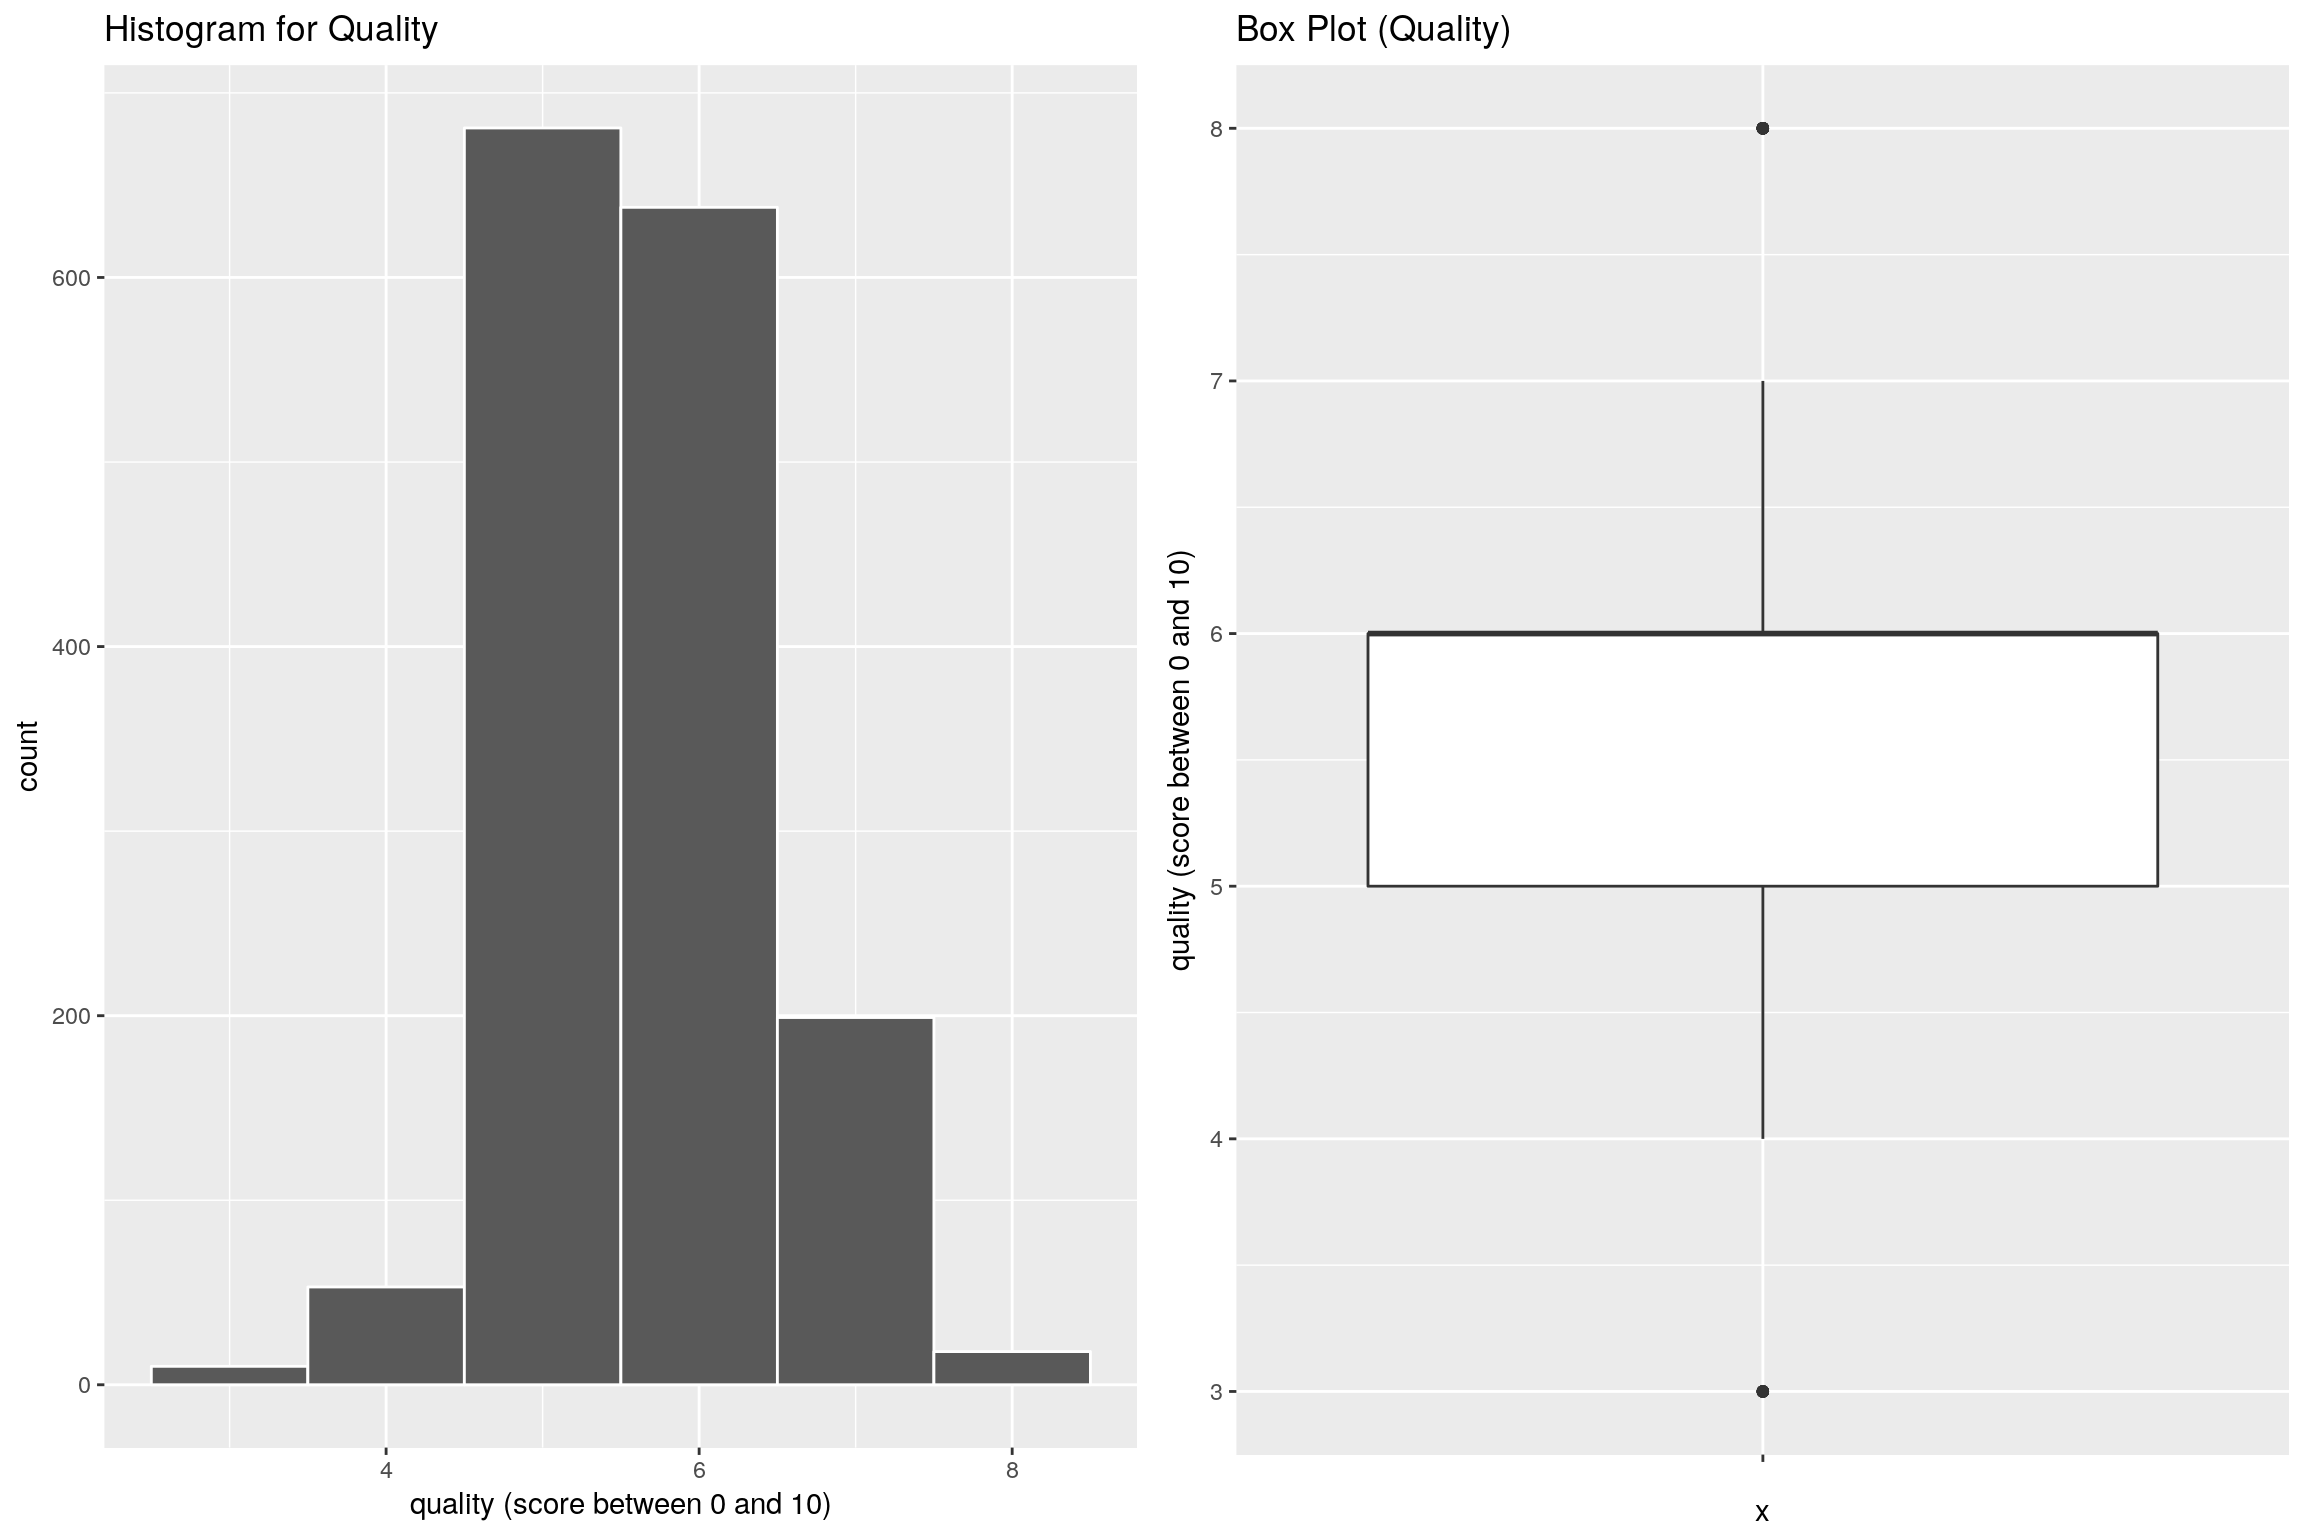 Histogram for Quality
600
400
200
0
count
4 6 8
quality (score between 0 and 10)
Box Plot (Quality)
8
7
6
5
4
3
quality (score between 0 and 10)
x